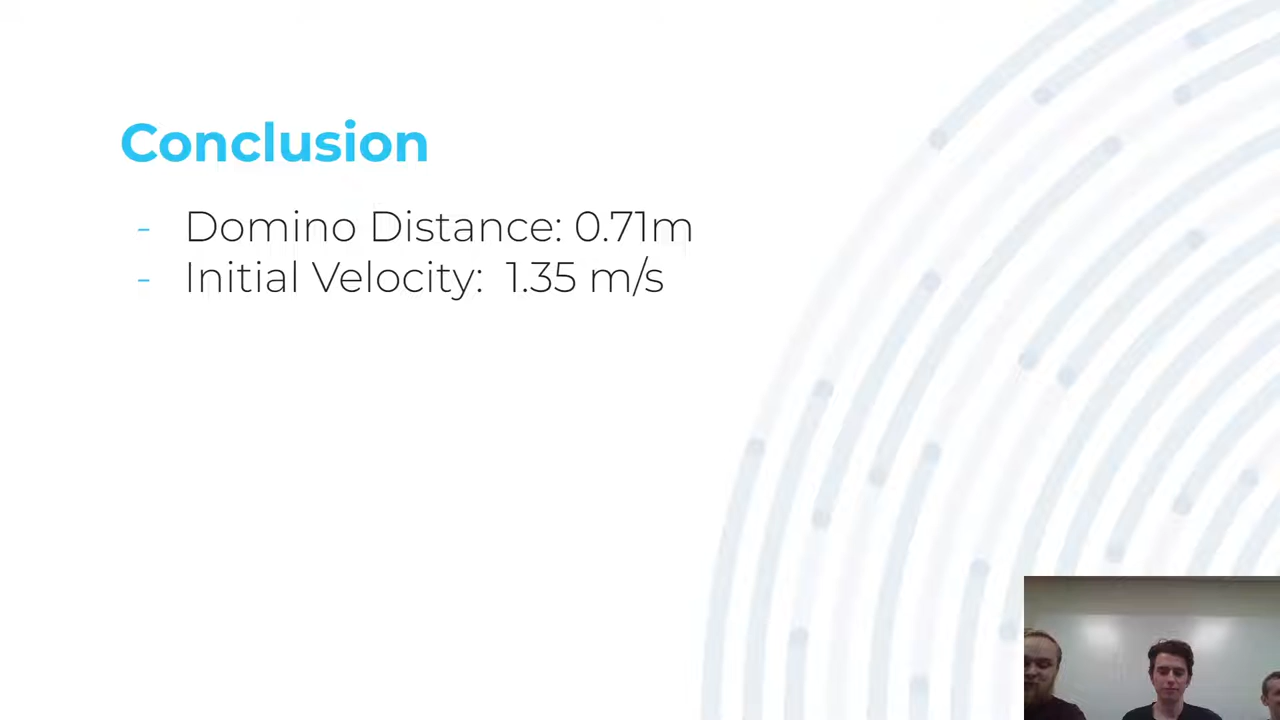 Conclusion
- Domino Distance: 0.71m
- Initial Velocity: 1.35 m/s